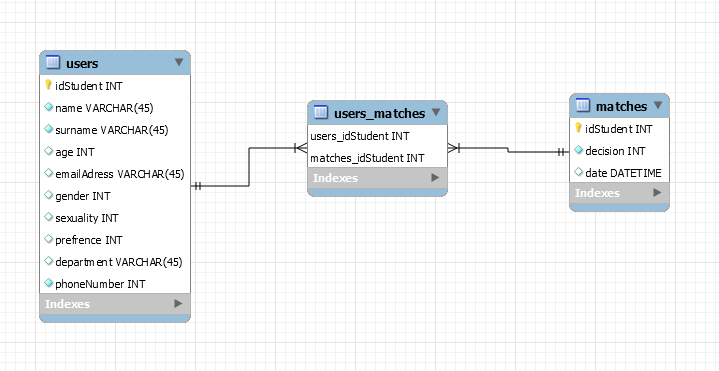 users
idStudent INT
name VARCHAR(45)
surname VARCHAR(45)
age INT
emailAdress VARCHAR(45)
gender INT
sexuality INT
prefrence INT
department VARCHAR(45)
phoneNumber INT
Indexes
users_matches
users_idStudent INT
matches_idStudent INT
Indexes
matches
idStudent INT
decision INT
date DATETIME
Indexes